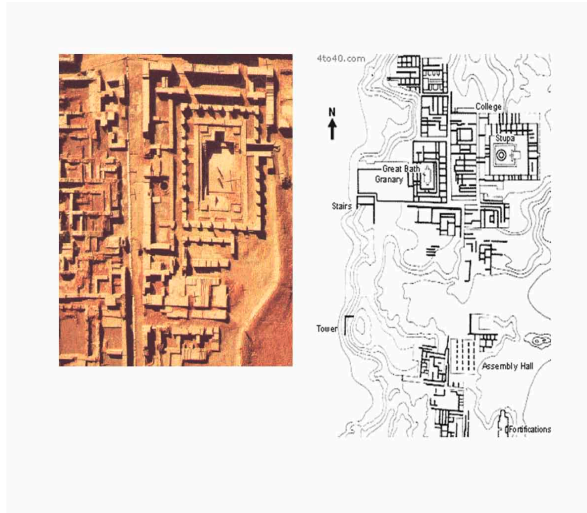 4to40.com
College
N
Stupa
Great Bath
Granary
Stairs
Tower
Assembly Hall
Fortifications